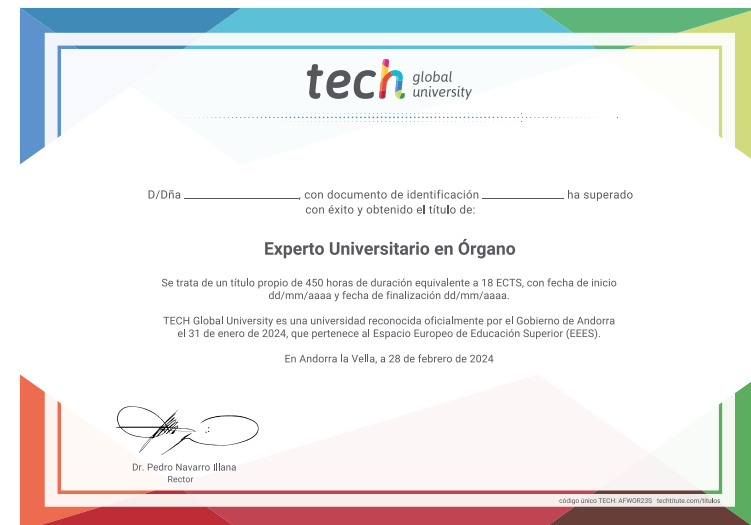 tech global university
D/Dña ____________, con documento de identificación ____________ ha superado
con éxito y obtenido el título de:
Experto Universitario en Órgano
Se trata de un título propio de 450 horas de duración equivalente a 18 ECTS, con fecha de inicio
dd/mm/aaaa y fecha de finalización dd/mm/aaaa.
TECH Global University es una universidad reconocida oficialmente por el Gobierno de Andorra
el 31 de enero de 2024, que pertenece al Espacio Europeo de Educación Superior (EEES).
En Andorra la Vella, a 28 de febrero de 2024
Dr. Pedro Navarro Illana
Rector
código único TECH: AFWOR23S techtitute.com/titulos